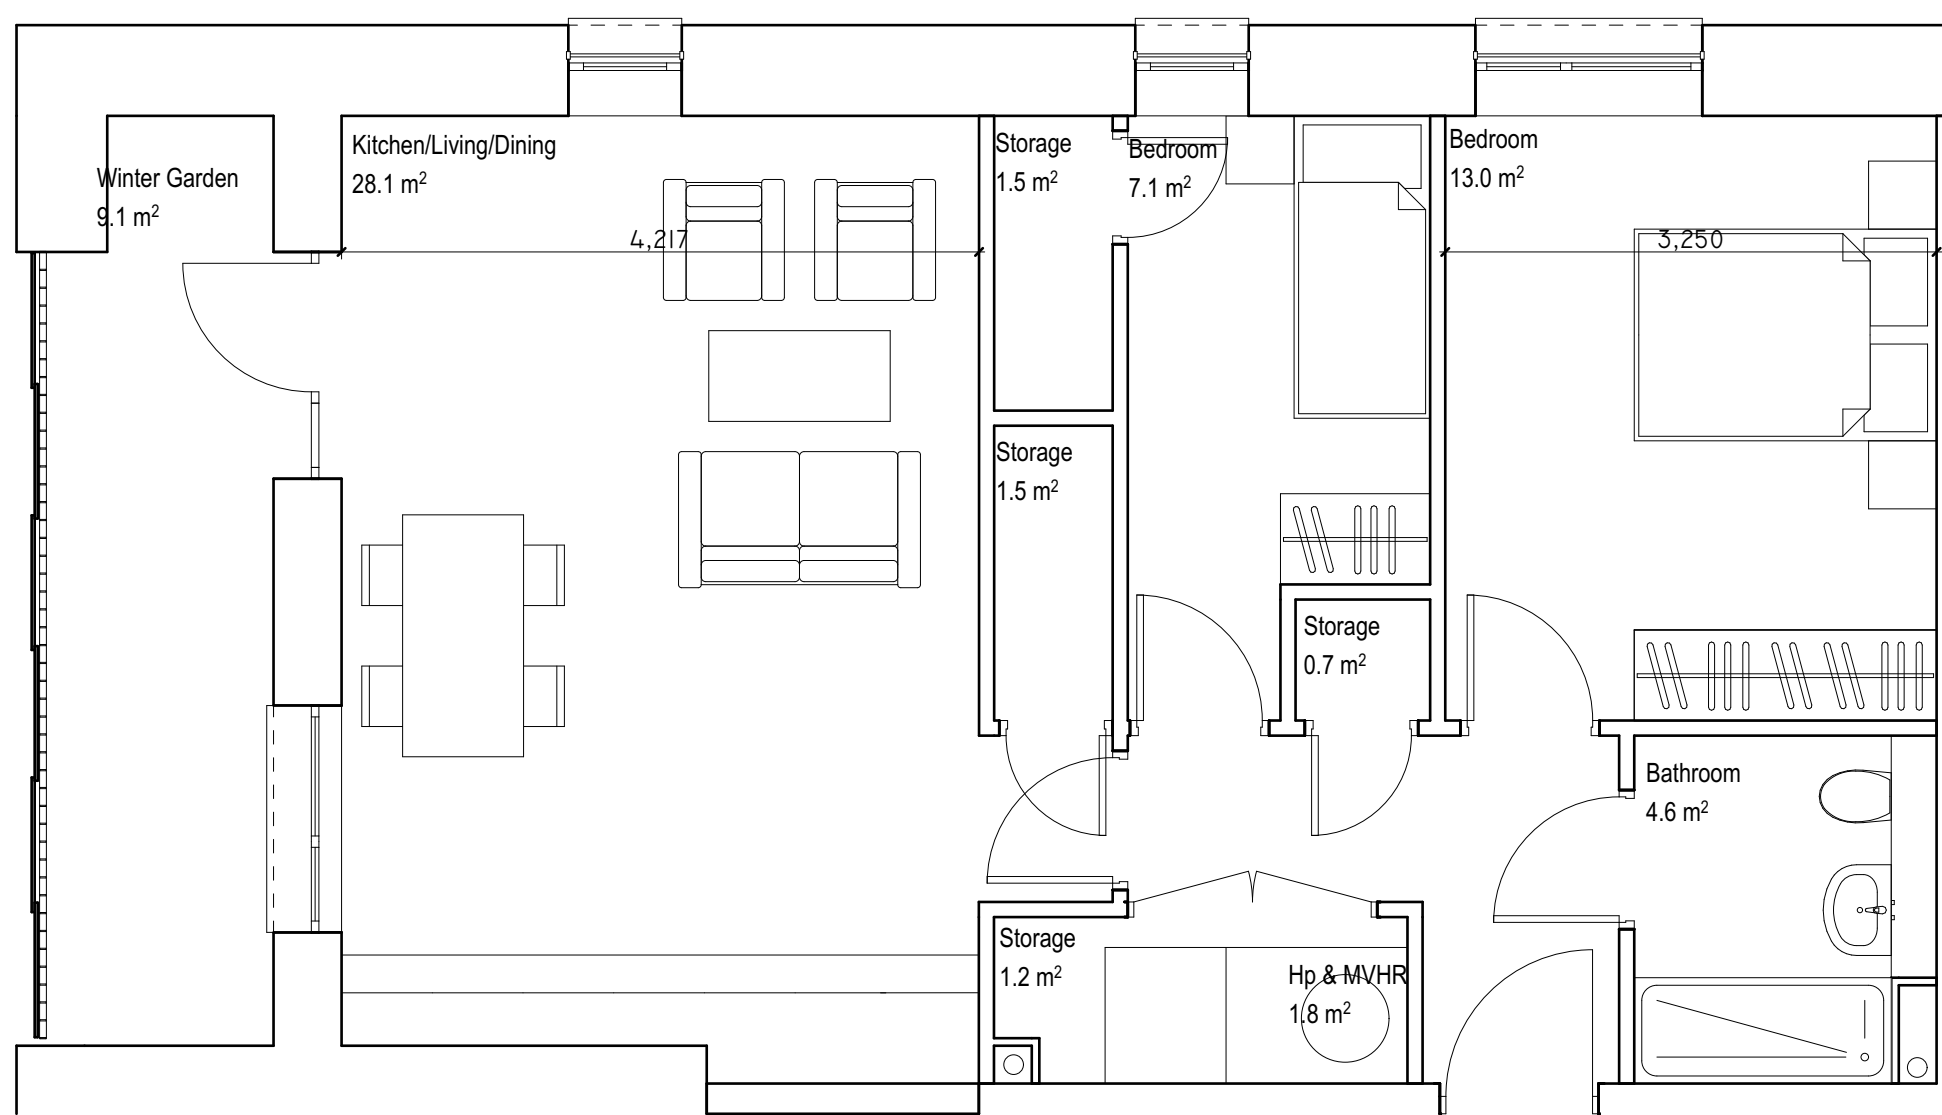 Kitchen/Living/Dining
28.1 m²
Winter Garden
9.1 m²
Storage
1.5 m²
Bedroom
7.1 m²
Bedroom
13.0 m²
4,217
3,250
Storage
1.5 m²
Storage
0.7 m²
Bathroom
4.6 m²
Storage
1.2 m²
Hp & MVHR
1.8 m²